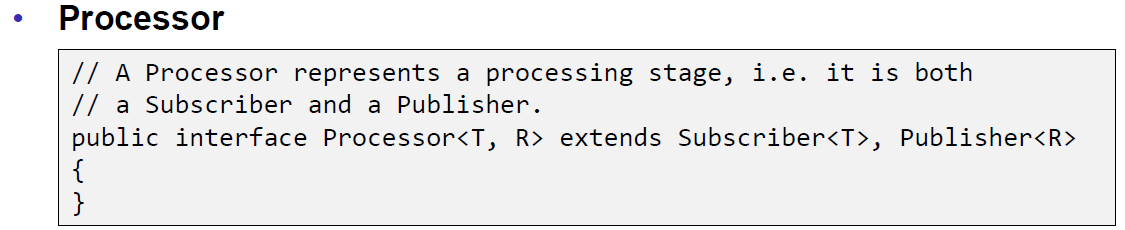 • Processor
// A Processor represents a processing stage, i.e. it is both
// a Subscriber and a Publisher.
public interface Processor<T, R> extends Subscriber<T>, Publisher<R>
{
}